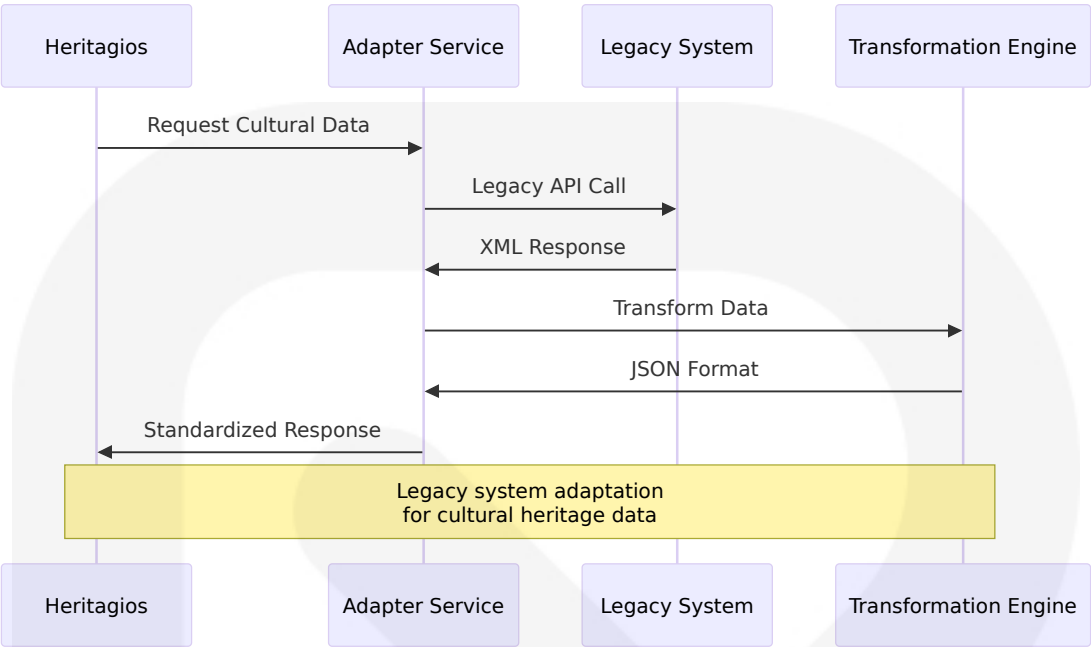 Heritagios
Adapter Service
Legacy System
Transformation Engine
Request Cultural Data
Legacy API Call
XML Response
Transform Data
JSON Format
Standardized Response
Legacy system adaptation
for cultural heritage data
Heritagios
Adapter Service
Legacy System
Transformation Engine